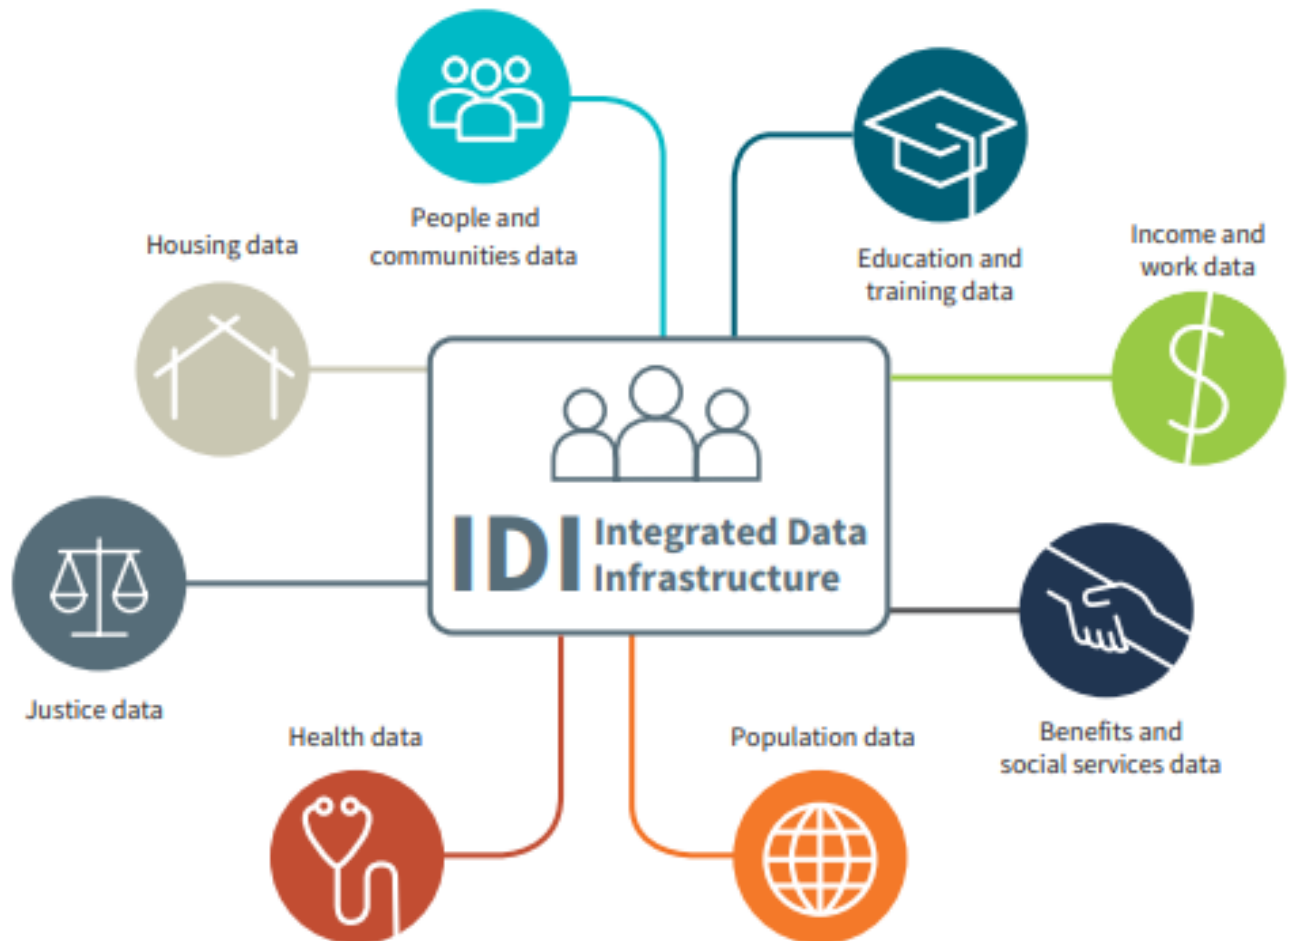 People and
communities data
Education and
training data
Housing data
Income and
work data
IDI
Integrated Data
Infrastructure
Justice data
Health data
Population data
Benefits and
social services data